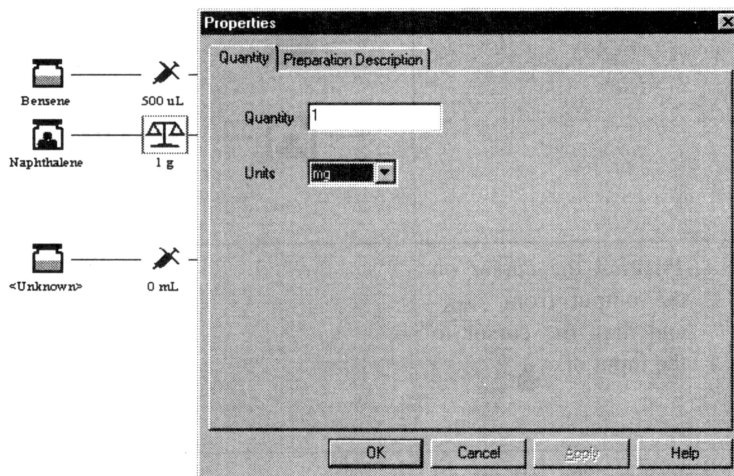 Properties
Quantity
Preparation Description
Bensene
500 uL
Quantity 1
Naphthalene
1 g
Units mg
<Unknown>
0 mL
OK
Cancel
Apply
Help